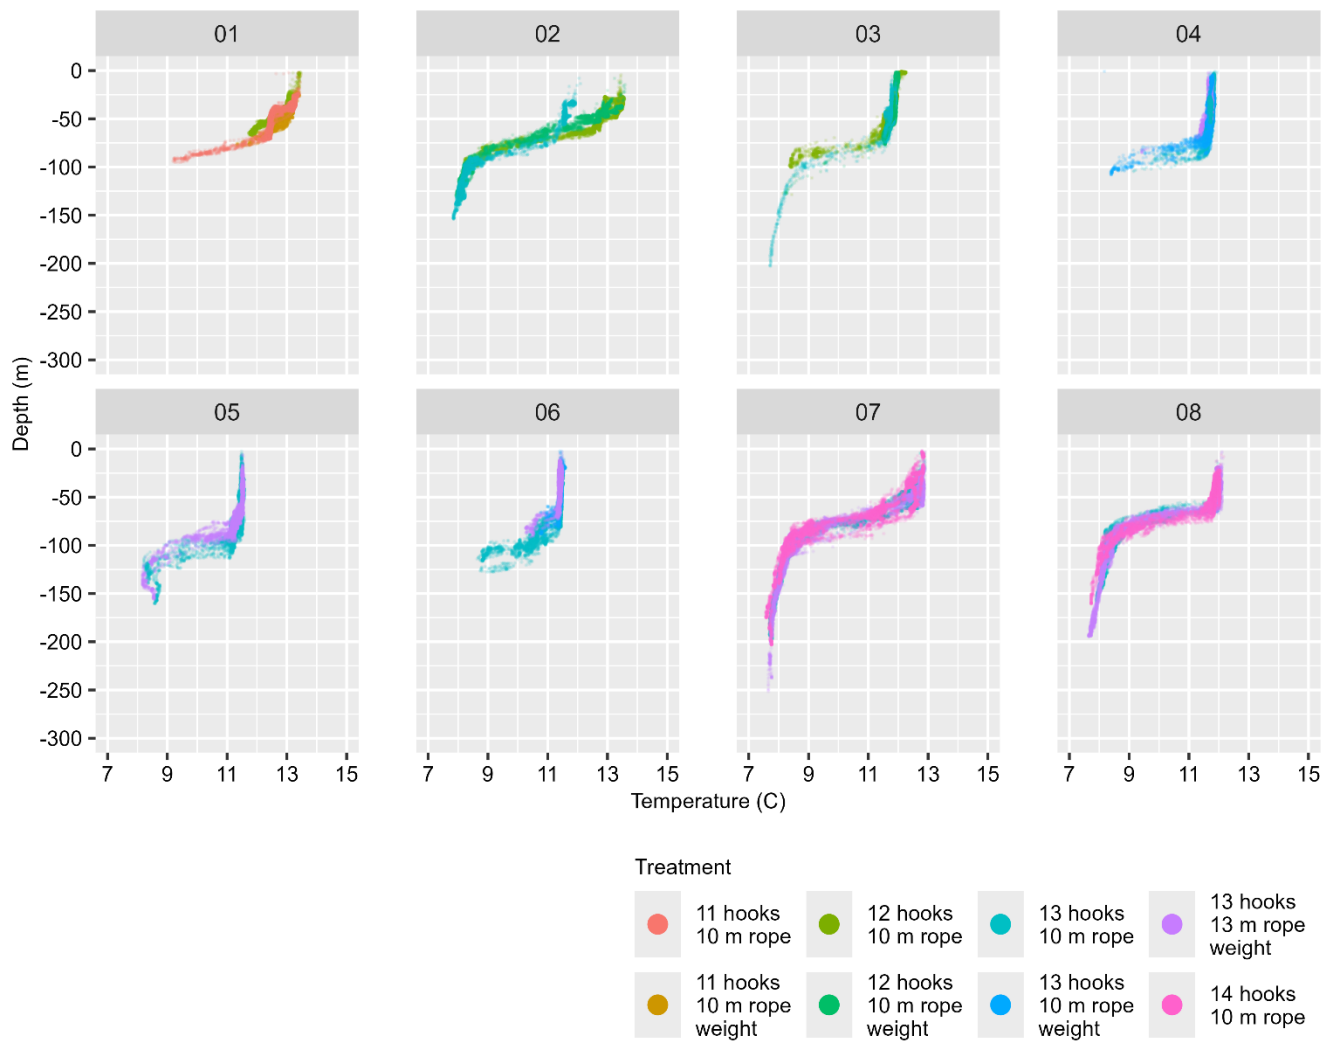 01 02 03 04
0
-50
-100
-150
-200
-250
-300
Depth (m)
05 06 07 08
0
-50
-100
-150
-200
-250
-300
7 9 11 13 15 7 9 11 13 15 7 9 11 13 15 7 9 11 13 15
Temperature (C)
Treatment
11 hooks
10 m rope
12 hooks
10 m rope
13 hooks
10 m rope
13 hooks
13 m rope
weight
11 hooks
10 m rope
weight
12 hooks
10 m rope
weight
13 hooks
10 m rope
weight
14 hooks
10 m rope